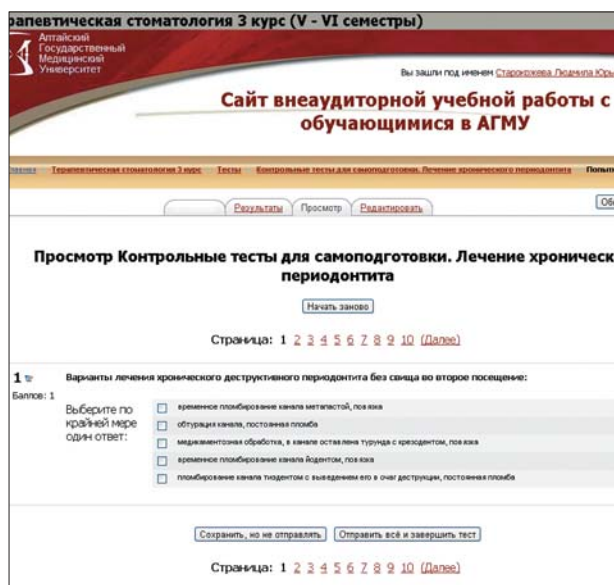 рапевтическая стоматология 3 курс (V - VI семестры)
Алтайский
Государственный
Медицинский
Университет
Вы зашли под именем Старокожева Людмила Юрь
Сайт внеаудиторной учебной работы с
обучающимися в АГМУ
Главная Терапевтическая стоматология 3 курс Тесты Контрольные тесты для самоподготовки. Лечение хронического периодонтита Попытк
Результаты Просмотр Редактировать
Об
Просмотр Контрольные тесты для самоподготовки. Лечение хроническ
периодонтита
Начать заново
Страница: 1 2 3 4 5 6 7 8 9 10 (Далее)
1 Варианты лечения хронического деструктивного периодонтита без свища во второе посещение:
Баллов: 1
Выберите по
крайней мере
один ответ:
временное пломбирование канала метапастой, повязка
обтурация канала, постоянная пломба
медикаментозная обработка, в канале оставлена турунда с крезодентом, повязка
временное пломбирование канала йодентом, повязка
пломбирование канала тиэдентом с выведением его в очаг деструкции, постоянная пломба
Сохранить, но не отправлять Отправить всё и завершить тест
Страница: 1 2 3 4 5 6 7 8 9 10 (Далее)